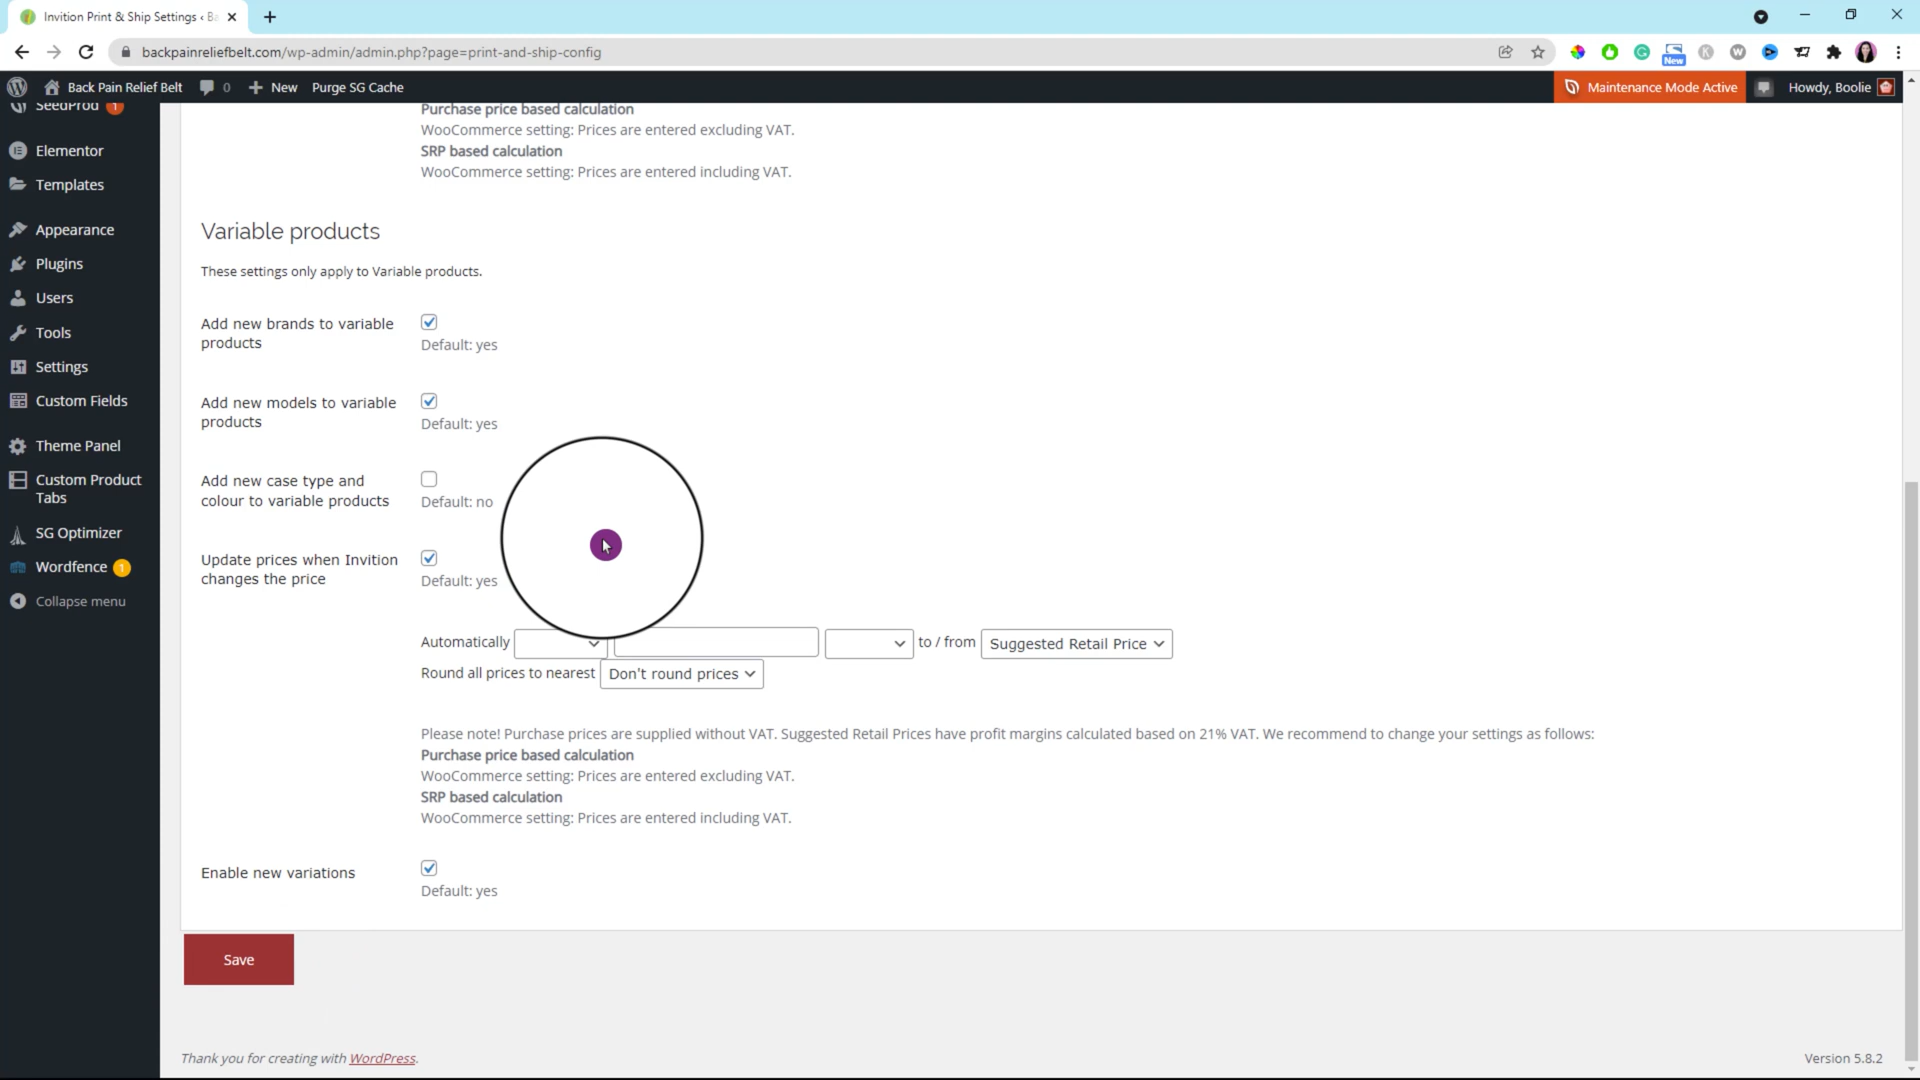 Invition Print & Ship Settings ‹ Ba
backpainreliefbelt.com/wp-admin/admin.php?page=print-and-ship-config
New
Back Pain Relief Belt 0 New Purge SG Cache Maintenance Mode Active Howdy, Boolie
SeedProd 1
Elementor
Templates
Appearance
Plugins
Users
Tools
Settings
Custom Fields
Theme Panel
Custom Product
Tabs
SG Optimizer
Wordfence 1
Collapse menu
Purchase price based calculation
WooCommerce setting: Prices are entered excluding VAT.
SRP based calculation
WooCommerce setting: Prices are entered including VAT.
Variable products
These settings only apply to Variable products.
Add new brands to variable
products
Default: yes
Add new models to variable
products
Default: yes
Add new case type and
colour to variable products
Default: no
Update prices when Invition
changes the price
Default: yes
Automatically to / from Suggested Retail Price
Round all prices to nearest Don't round prices
Please note! Purchase prices are supplied without VAT. Suggested Retail Prices have profit margins calculated based on 21% VAT. We recommend to change your settings as follows:
Purchase price based calculation
WooCommerce setting: Prices are entered excluding VAT.
SRP based calculation
WooCommerce setting: Prices are entered including VAT.
Enable new variations
Default: yes
Save
Thank you for creating with WordPress.
Version 5.8.2